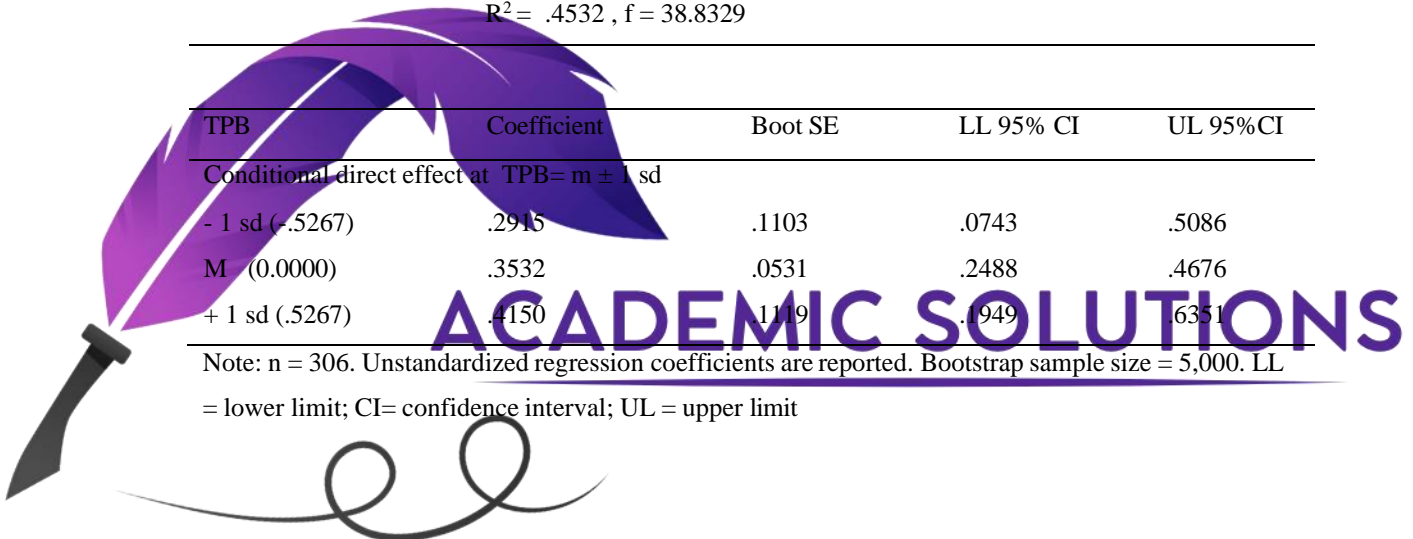 R² = .4532 , f = 38.8329
TPB Coefficient Boot SE LL 95% CI UL 95%CI
Conditional direct effect at TPB= m ± 1 sd
- 1 sd (-.5267) .2915 .1103 .0743 .5086
M (0.0000) .3532 .0531 .2488 .4676
+ 1 sd (.5267) .4150 .1119 .1949 .6351
ACADEMIC SOLUTIONS
Note: n = 306. Unstandardized regression coefficients are reported. Bootstrap sample size = 5,000. LL
= lower limit; CI= confidence interval; UL = upper limit